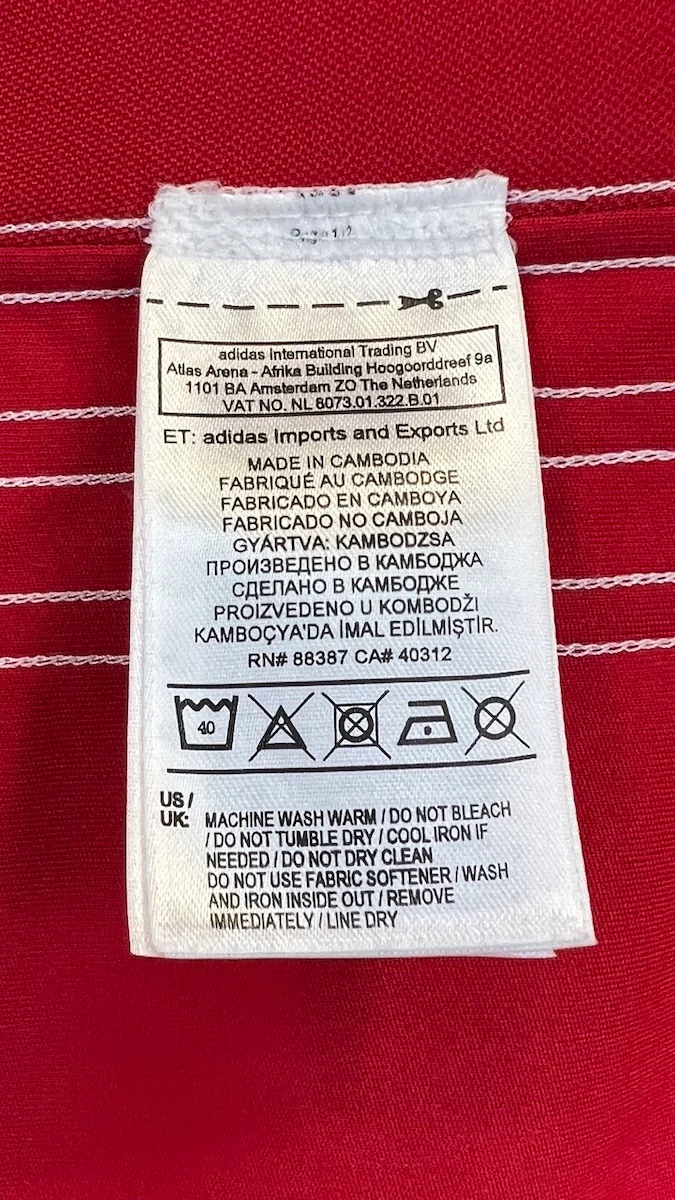 adidas International Trading BV
Atlas Arena - Afrika Building Hoogoorddreef 9a
1101 BA Amsterdam ZO The Netherlands
VAT NO. NL 8073.01.322.B.01
ET: adidas Imports and Exports Ltd
MADE IN CAMBODIA
FABRIQUÉ AU CAMBODGE
FABRICADO EN CAMBOYA
FABRICADO NO CAMBOJA
GYÁRTVA: KAMBODZSA
ПРОИЗВЕДЕНО В КАМБОДЖА
СДЕЛАНО В КАМБОДЖЕ
PROIZVEDENO U KOMBODŽI
KAMBOÇYA'DA İMAL EDİLMİŞTİR.
RN# 88387 CA# 40312
40
US /
UK: MACHINE WASH WARM / DO NOT BLEACH
/ DO NOT TUMBLE DRY / COOL IRON IF
NEEDED / DO NOT DRY CLEAN
DO NOT USE FABRIC SOFTENER / WASH
AND IRON INSIDE OUT / REMOVE
IMMEDIATELY / LINE DRY